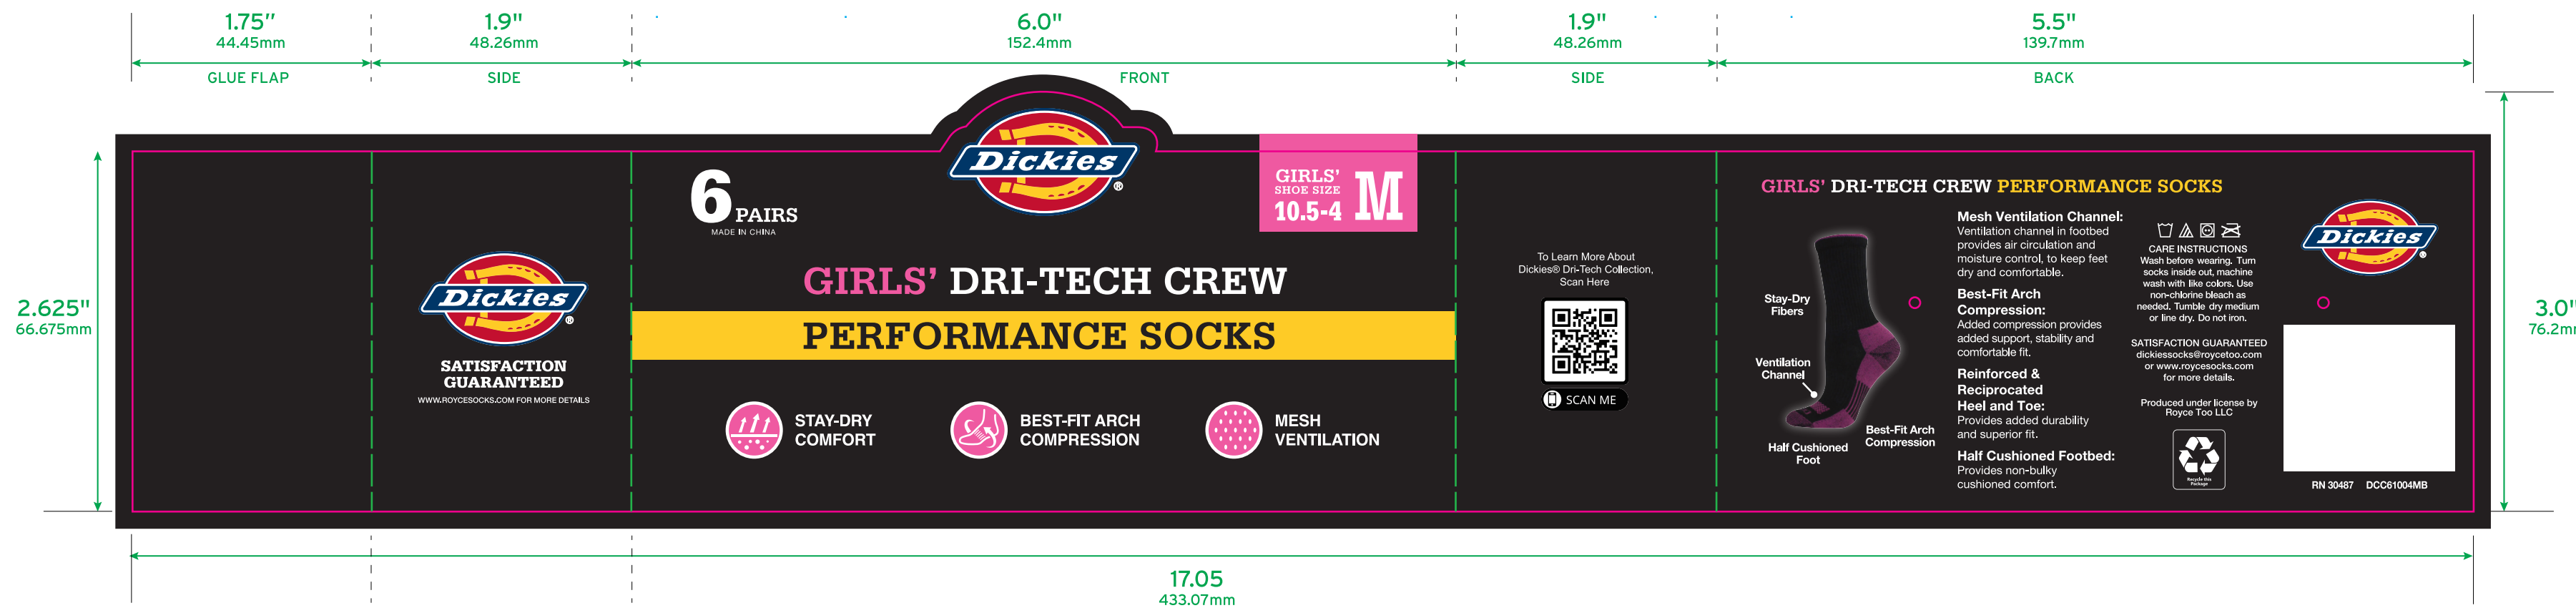 1.75"
44.45mm
GLUE FLAP
1.9"
48.26mm
SIDE
6.0"
152.4mm
FRONT
1.9"
48.26mm
SIDE
5.5"
139.7mm
BACK
2.625"
66.675mm
Dickies®
SATISFACTION
GUARANTEED
WWW.ROYCESOCKS.COM FOR MORE DETAILS
6 PAIRS
MADE IN CHINA
Dickies®
GIRLS'
SHOE SIZE
10.5-4
M
GIRLS' DRI-TECH CREW
PERFORMANCE SOCKS
STAY-DRY
COMFORT
BEST-FIT ARCH
COMPRESSION
MESH
VENTILATION
To Learn More About
Dickies® Dri-Tech Collection,
Scan Here
SCAN ME
GIRLS' DRI-TECH CREW PERFORMANCE SOCKS
Stay-Dry
Fibers
Ventilation
Channel
Half Cushioned
Foot
Best-Fit Arch
Compression
Mesh Ventilation Channel:
Ventilation channel in footbed
provides air circulation and
moisture control, to keep feet
dry and comfortable.
Best-Fit Arch
Compression:
Added compression provides
added support, stability and
comfortable fit.
Reinforced &
Reciprocated
Heel and Toe:
Provides added durability
and superior fit.
Half Cushioned Footbed:
Provides non-bulky
cushioned comfort.
CARE INSTRUCTIONS
Wash before wearing. Turn
socks inside out, machine
wash with like colors. Use
non-chlorine bleach as
needed. Tumble dry medium
or line dry. Do not iron.
SATISFACTION GUARANTEED
dickiessocks@roycetoo.com
or www.roycesocks.com
for more details.
Produced under license by
Royce Too LLC
Recycle this
Package
Dickies®
RN 30487 DCC61004MB
3.0"
76.2mm
17.05
433.07mm